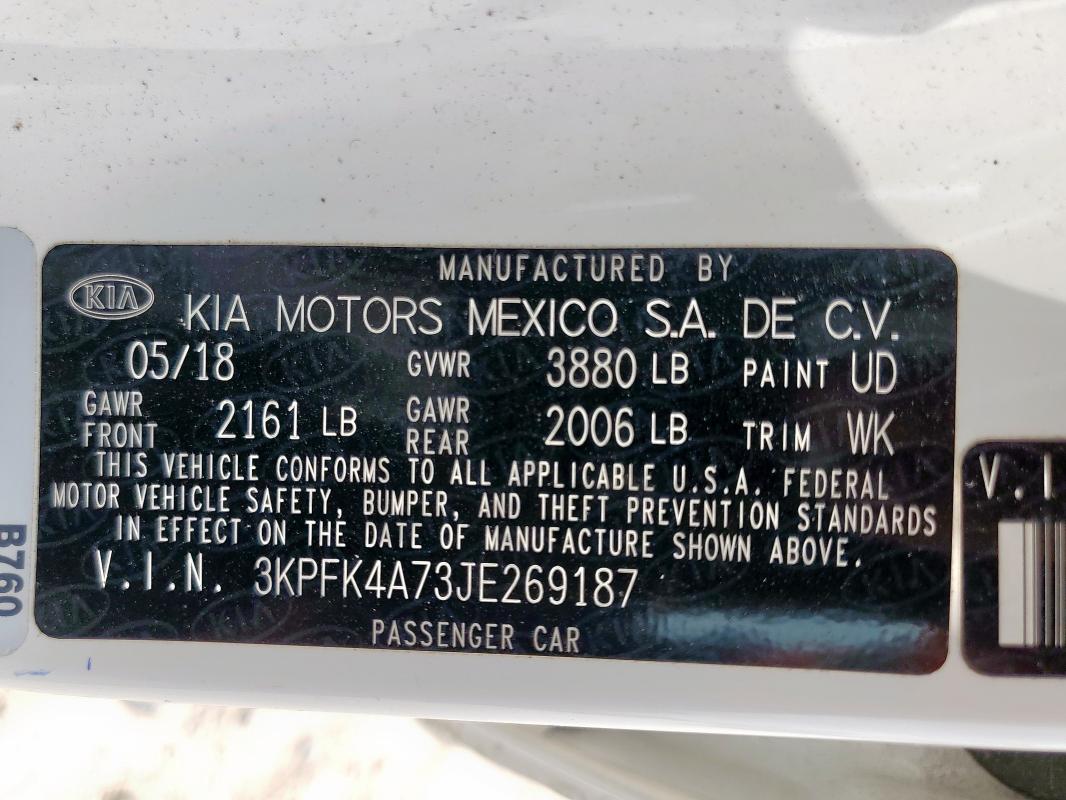 MANUFACTURED BY
KIA KIA MOTORS MEXICO S.A. DE C.V.
05/18 GVWR 3880 LB PAINT UD
GAWR FRONT 2161 LB GAWR REAR 2006 LB TRIM WK
THIS VEHICLE CONFORMS TO ALL APPLICABLE U.S.A. FEDERAL
MOTOR VEHICLE SAFETY, BUMPER, AND THEFT PREVENTION STANDARDS
IN EFFECT ON THE DATE OF MANUFACTURE SHOWN ABOVE.
V.I.N. 3KPFK4A73JE269187
PASSENGER CAR
B760
V.I